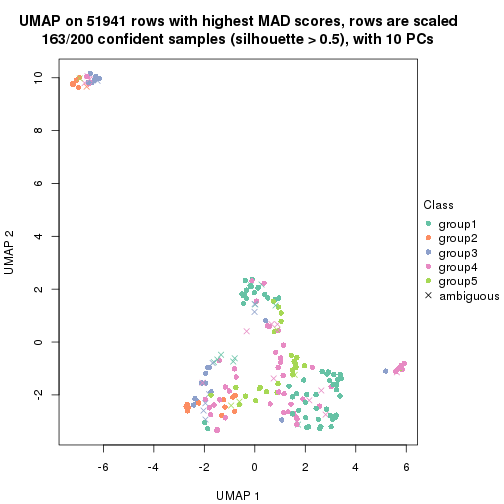 UMAP on 51941 rows with highest MAD scores, rows are scaled
163/200 confident samples (silhouette > 0.5), with 10 PCs
10
8
6
4
2
0
-2
UMAP 2
-6
-4
-2
0
2
4
6
UMAP 1
Class
group1
group2
group3
group4
group5
ambiguous